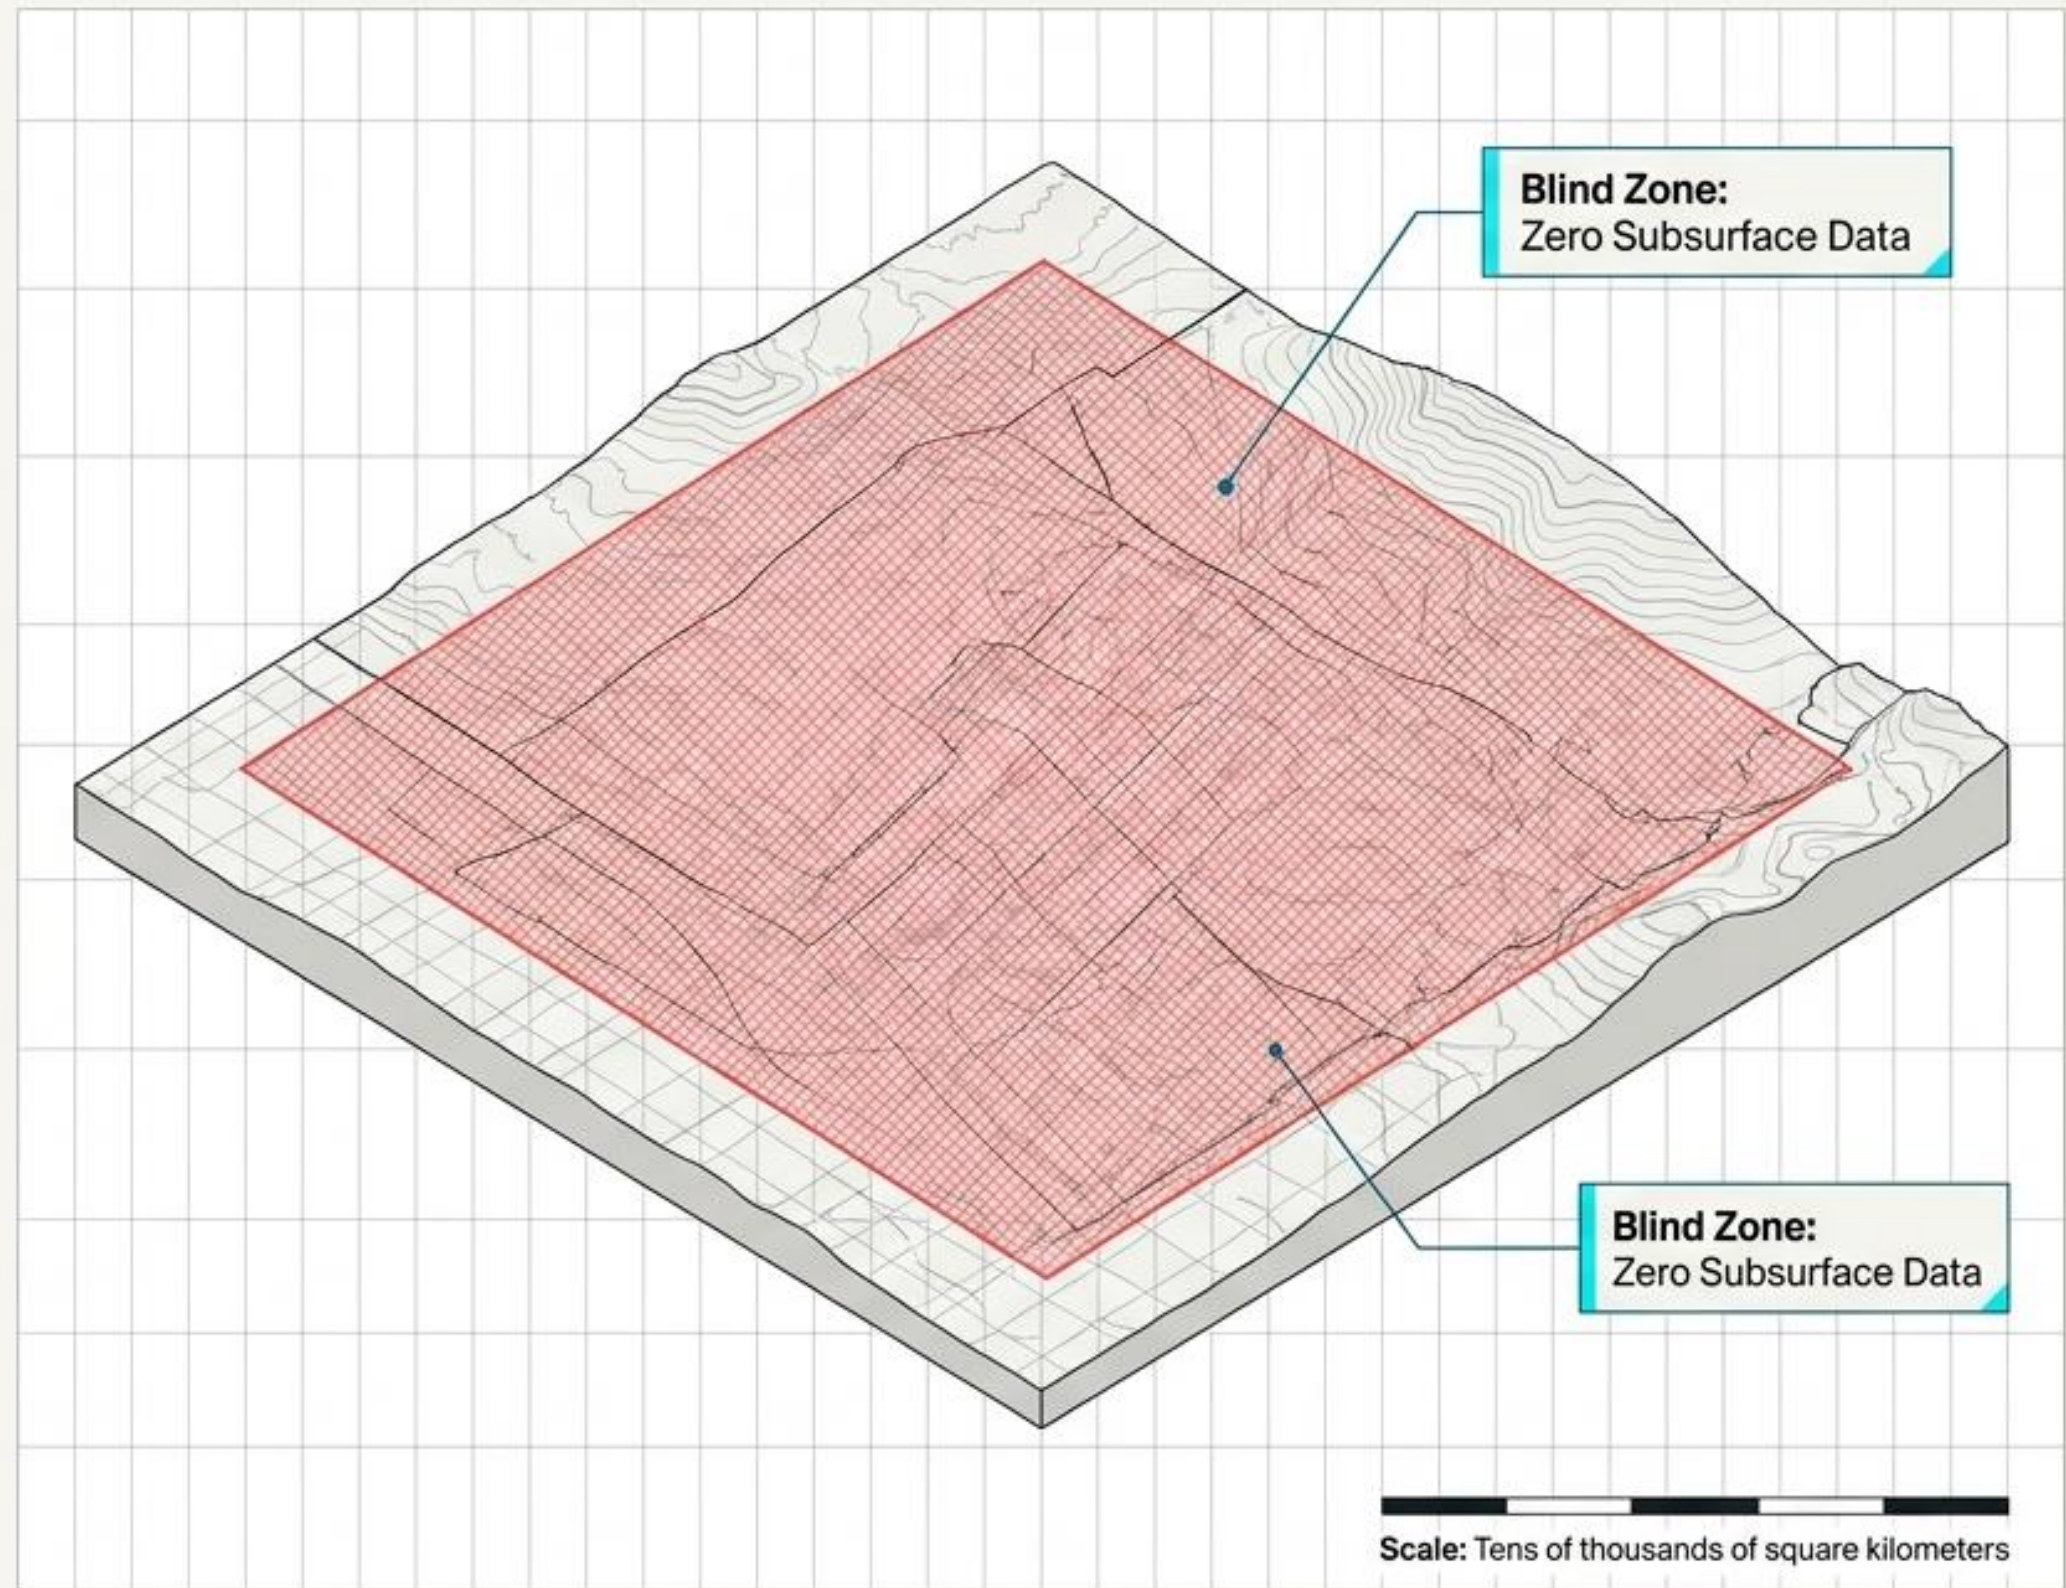 Blind Zone:
Zero Subsurface Data
Blind Zone:
Zero Subsurface Data
Scale: Tens of thousands of square kilometers